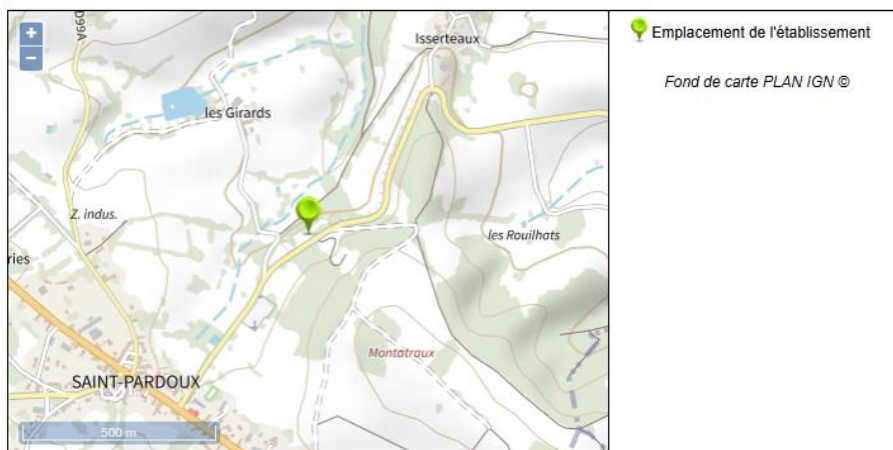 D99A
+
−
Isserteaux
les Girards
Z. indus.
les Rouilhats
ries
Montatraux
SAINT-PARDOUX
500 m
Emplacement de l'établissement
Fond de carte PLAN IGN ©